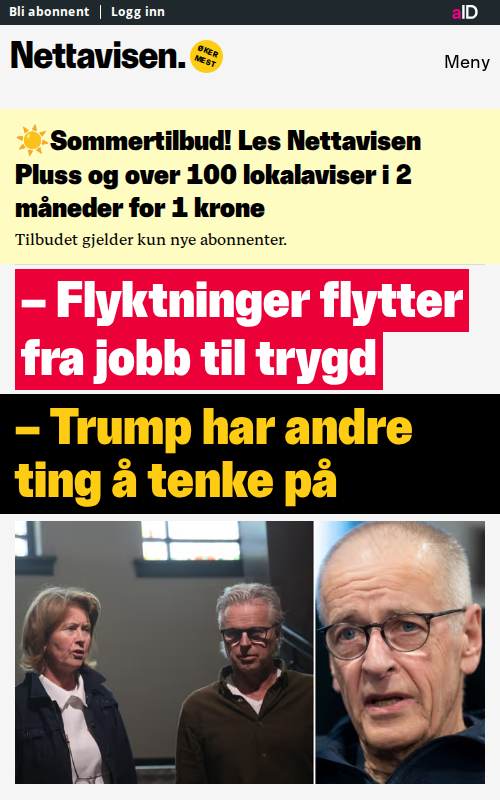 Bli abonnent | Logg inn
aID
Nettavisen.
ØKER
MEST
Meny
☀️Sommertilbud! Les Nettavisen
Pluss og over 100 lokalaviser i 2
måneder for 1 krone
Tilbudet gjelder kun nye abonnenter.
– Flyktninger flytter
fra jobb til trygd
– Trump har andre
ting å tenke på